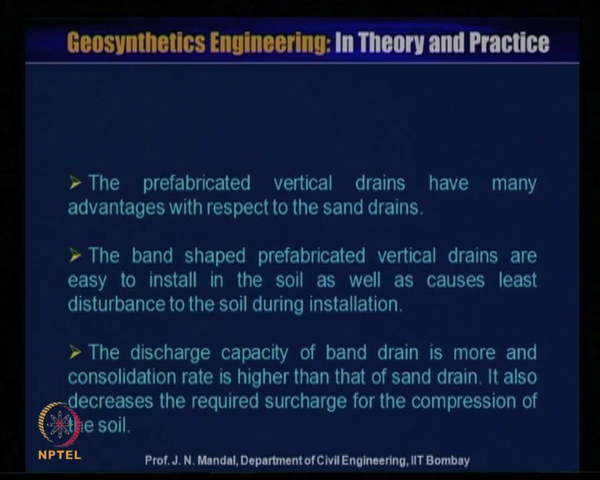 Geosynthetics Engineering: In Theory and Practice
➢ The prefabricated vertical drains have many
advantages with respect to the sand drains.
➢ The band shaped prefabricated vertical drains are
easy to install in the soil as well as causes least
disturbance to the soil during installation.
➢ The discharge capacity of band drain is more and
consolidation rate is higher than that of sand drain. It also
decreases the required surcharge for the compression of
the soil.
NPTEL
Prof. J. N. Mandal, Department of Civil Engineering, IIT Bombay